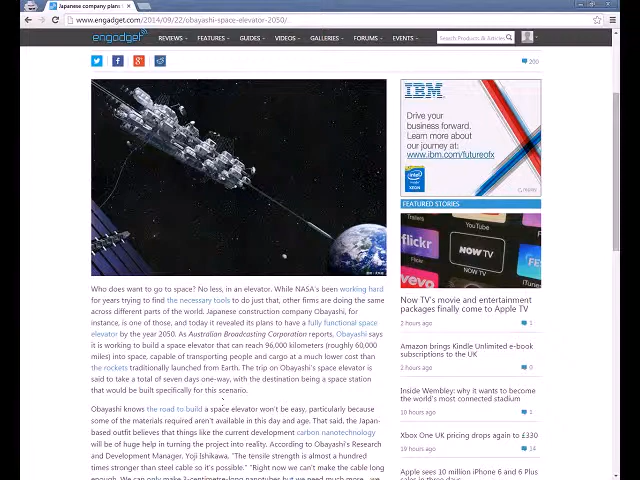 Japanese company plans t
www.engadget.com/2014/09/22/obayashi-space-elevator-2050/
engadget
REVIEWS FEATURES GUIDES VIDEOS GALLERIES FORUMS EVENTS
Search Products & Articles
200
Who does want to go to space? No less, in an elevator. While NASA's been working hard
for years trying to find the necessary tools to do just that, other firms are doing the same
across different parts of the world. Japanese construction company Obayashi, for
instance, is one of those, and today it revealed its plans to have a fully functional space
elevator by the year 2050. As Australian Broadcasting Corporation reports, Obayashi says
it is working to build a space elevator that can reach 96,000 kilometers (roughly 60,000
miles) into space, capable of transporting people and cargo at a much lower cost than
the rockets traditionally launched from Earth. The trip on Obayashi's space elevator is
said to take a total of seven days one-way, with the destination being a space station
that would be built specifically for this scenario.
Obayashi knows the road to build a space elevator won't be easy, particularly because
some of the materials required aren't available in this day and age. That said, the Japan-
based outfit believes that things like the current development carbon nanotechnology
will be of huge help in turning the project into reality. According to Obayashi's Research
and Development Manager, Yoji Ishikawa, "The tensile strength is almost a hundred
times stronger than steel cable so it's possible." "Right now we can't make the cable long
enough. We can only make 3-centimetre-long nanotubes but we need much more... we
IBM
Drive your
business forward.
Learn more about
our journey at:
www.ibm.com/futureofx
intel
XEON
FEATURED STORIES
Trailers
YouTube
flickr
NOW TV
NOW TV
vevo
Now TV's movie and entertainment
packages finally come to Apple TV
2 hours ago 1
Amazon brings Kindle Unlimited e-book
subscriptions to the UK
2 hours ago 0
Inside Wembley: why it wants to become
the world's most connected stadium
10 hours ago 1
Xbox One UK pricing drops again to £330
19 hours ago 14
Apple sees 10 million iPhone 6 and 6 Plus
sales in three days